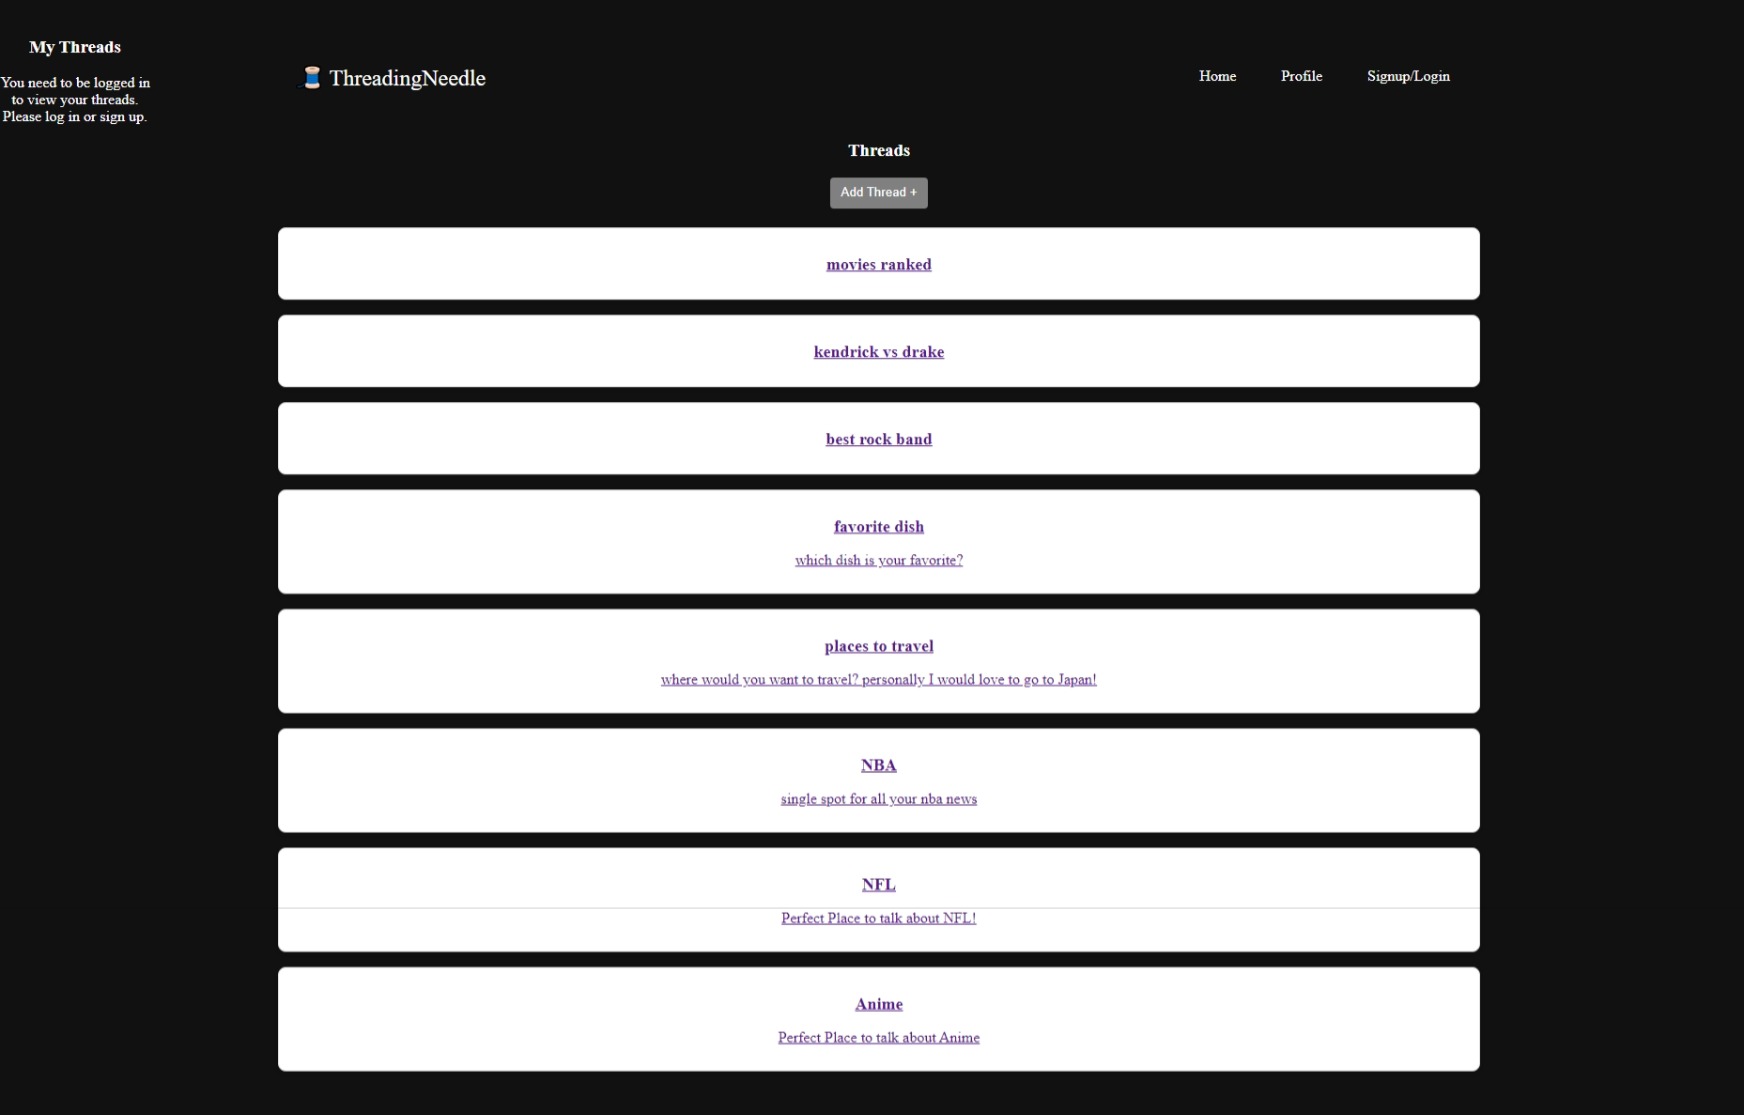 My Threads
You need to be logged in
to view your threads.
Please log in or sign up.
ThreadingNeedle
Home
Profile
Signup/Login
Threads
Add Thread +
movies ranked
kendrick vs drake
best rock band
favorite dish
which dish is your favorite?
places to travel
where would you want to travel? personally I would love to go to Japan!
NBA
single spot for all your nba news
NFL
Perfect Place to talk about NFL!
Anime
Perfect Place to talk about Anime